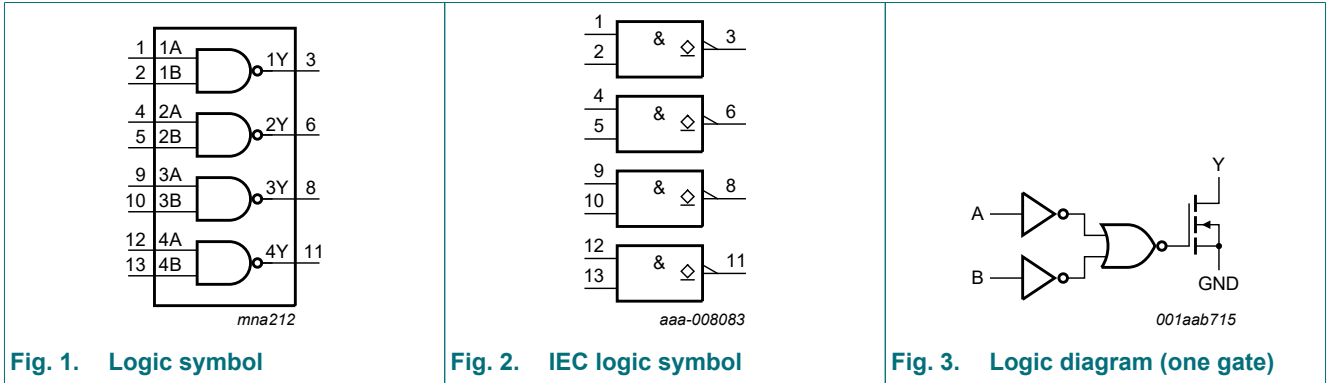 1 1A
2 1B
1Y 3
4 2A
5 2B
2Y 6
9 3A
10 3B
3Y 8
12 4A
13 4B
4Y 11
mna212
Fig. 1. Logic symbol
1
2
&
3
4
5
&
6
9
10
&
8
12
13
&
11
aaa-008083
Fig. 2. IEC logic symbol
Y
A
B
GND
001aab715
Fig. 3. Logic diagram (one gate)